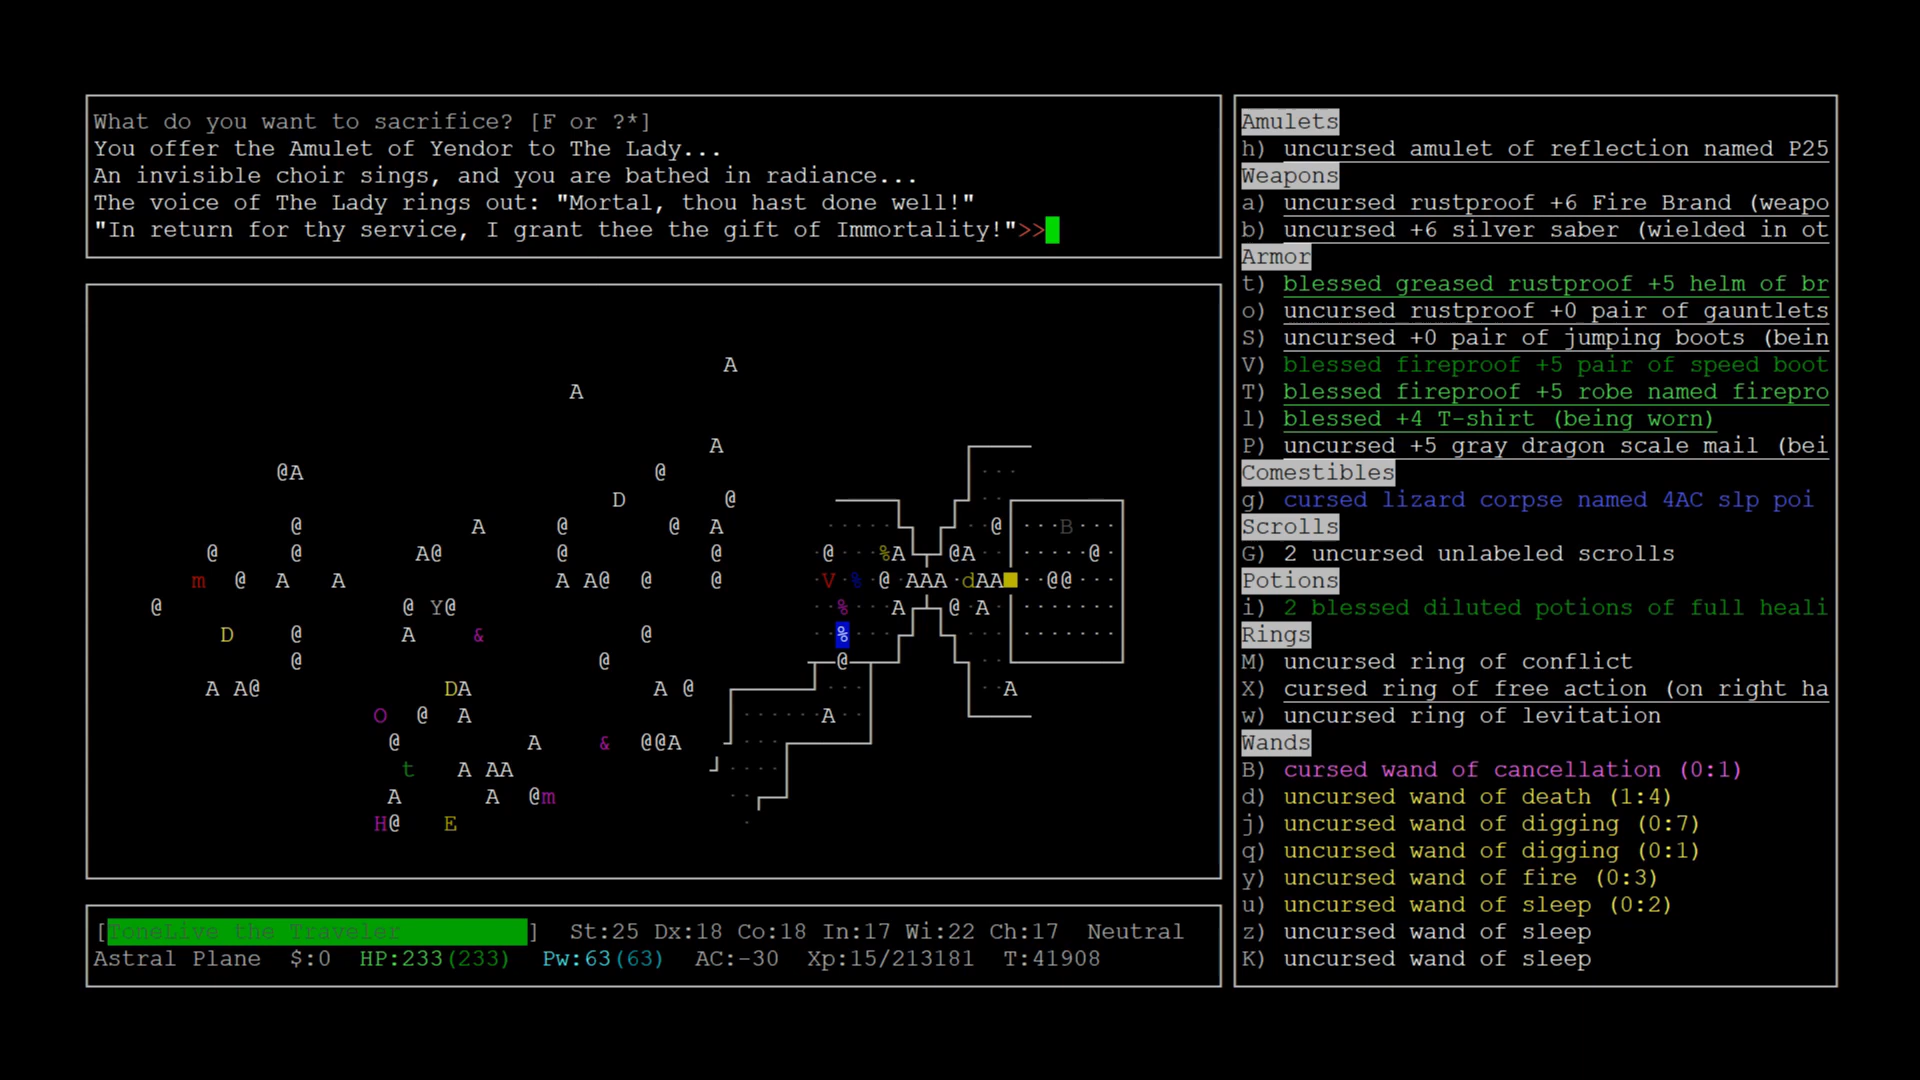 What do you want to sacrifice? [F or ?*]
You offer the Amulet of Yendor to The Lady...
An invisible choir sings, and you are bathed in radiance...
The voice of The Lady rings out: "Mortal, thou hast done well!"
"In return for thy service, I grant thee the gift of Immortality!">>
A
A
A
@A @
D @
@ A @ @ A @ B
@ @ A@ @ @ @ %A @A @
m @ A A A A@ @ @ V % @ AAA dAA @@
@ @ Y@ % A @ A
D @ A & @ %
@ @ @
A A@ DA A @ A
O @ A A
@ A & @@A
t A AA
A A @m
H@ E
[ToneLive the Traveler ] St:25 Dx:18 Co:18 In:17 Wi:22 Ch:17 Neutral
Astral Plane $:0 HP:233(233) Pw:63(63) AC:-30 Xp:15/213181 T:41908
Amulets
h) uncursed amulet of reflection named P25
Weapons
a) uncursed rustproof +6 Fire Brand (weapo
b) uncursed +6 silver saber (wielded in ot
Armor
t) blessed greased rustproof +5 helm of br
o) uncursed rustproof +0 pair of gauntlets
S) uncursed +0 pair of jumping boots (bein
V) blessed fireproof +5 pair of speed boot
T) blessed fireproof +5 robe named firepro
l) blessed +4 T-shirt (being worn)
P) uncursed +5 gray dragon scale mail (bei
Comestibles
g) cursed lizard corpse named 4AC slp poi
Scrolls
G) 2 uncursed unlabeled scrolls
Potions
i) 2 blessed diluted potions of full heali
Rings
M) uncursed ring of conflict
X) cursed ring of free action (on right ha
w) uncursed ring of levitation
Wands
B) cursed wand of cancellation (0:1)
d) uncursed wand of death (1:4)
j) uncursed wand of digging (0:7)
q) uncursed wand of digging (0:1)
y) uncursed wand of fire (0:3)
u) uncursed wand of sleep (0:2)
z) uncursed wand of sleep
K) uncursed wand of sleep